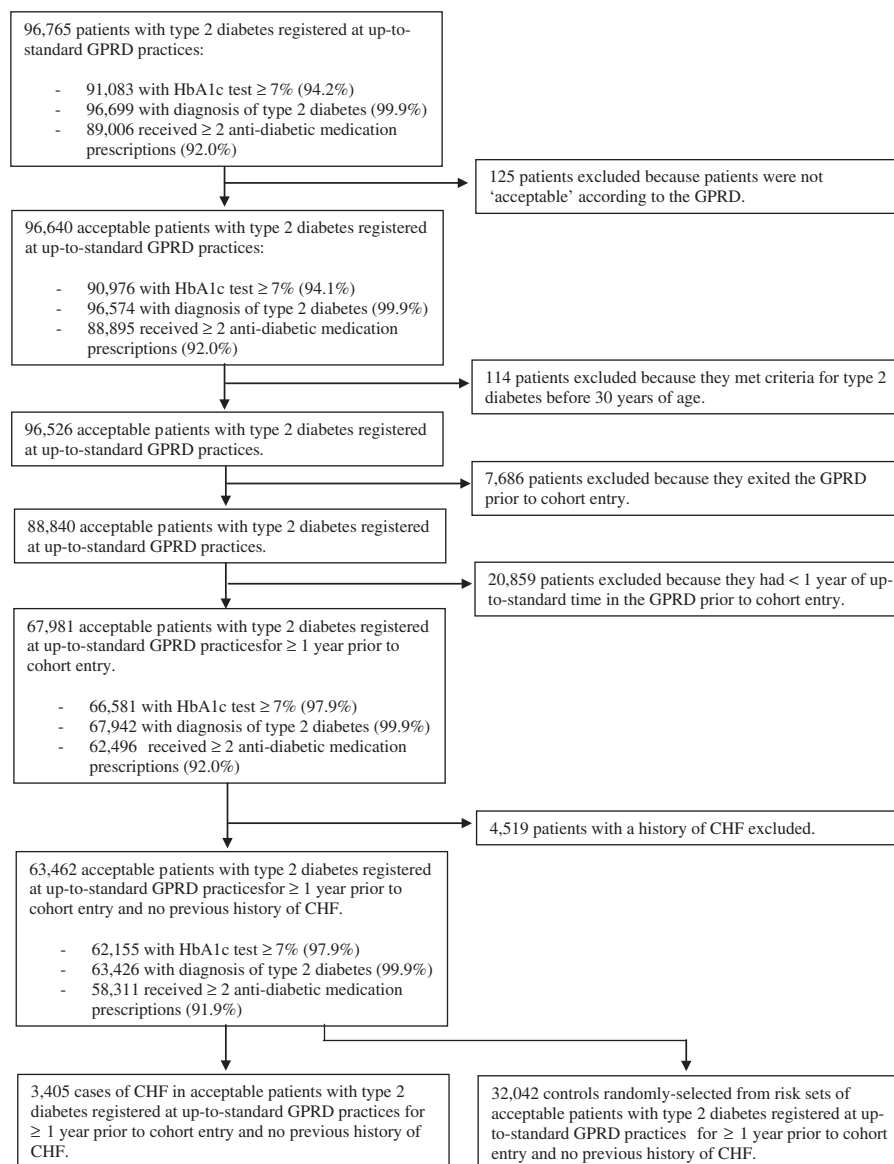 96,765 patients with type 2 diabetes registered at up-to-
standard GPRD practices:
- 91,083 with HbA1c test ≥ 7% (94.2%)
- 96,699 with diagnosis of type 2 diabetes (99.9%)
- 89,006 received ≥ 2 anti-diabetic medication
prescriptions (92.0%)
125 patients excluded because patients were not
‘acceptable’ according to the GPRD.
96,640 acceptable patients with type 2 diabetes registered
at up-to-standard GPRD practices:
- 90,976 with HbA1c test ≥ 7% (94.1%)
- 96,574 with diagnosis of type 2 diabetes (99.9%)
- 88,895 received ≥ 2 anti-diabetic medication
prescriptions (92.0%)
114 patients excluded because they met criteria for type 2
diabetes before 30 years of age.
96,526 acceptable patients with type 2 diabetes registered
at up-to-standard GPRD practices.
7,686 patients excluded because they exited the GPRD
prior to cohort entry.
88,840 acceptable patients with type 2 diabetes registered
at up-to-standard GPRD practices.
20,859 patients excluded because they had < 1 year of up-
to-standard time in the GPRD prior to cohort entry.
67,981 acceptable patients with type 2 diabetes registered
at up-to-standard GPRD practicesfor ≥ 1 year prior to
cohort entry.
- 66,581 with HbA1c test ≥ 7% (97.9%)
- 67,942 with diagnosis of type 2 diabetes (99.9%)
- 62,496 received ≥ 2 anti-diabetic medication
prescriptions (92.0%)
4,519 patients with a history of CHF excluded.
63,462 acceptable patients with type 2 diabetes registered
at up-to-standard GPRD practicesfor ≥ 1 year prior to
cohort entry and no previous history of CHF.
- 62,155 with HbA1c test ≥ 7% (97.9%)
- 63,426 with diagnosis of type 2 diabetes (99.9%)
- 58,311 received ≥ 2 anti-diabetic medication
prescriptions (91.9%)
3,405 cases of CHF in acceptable patients with type 2
diabetes registered at up-to-standard GPRD practices for
≥ 1 year prior to cohort entry and no previous history of
CHF.
32,042 controls randomly-selected from risk sets of
acceptable patients with type 2 diabetes registered at up-
to-standard GPRD practices for ≥ 1 year prior to cohort
entry and no previous history of CHF.